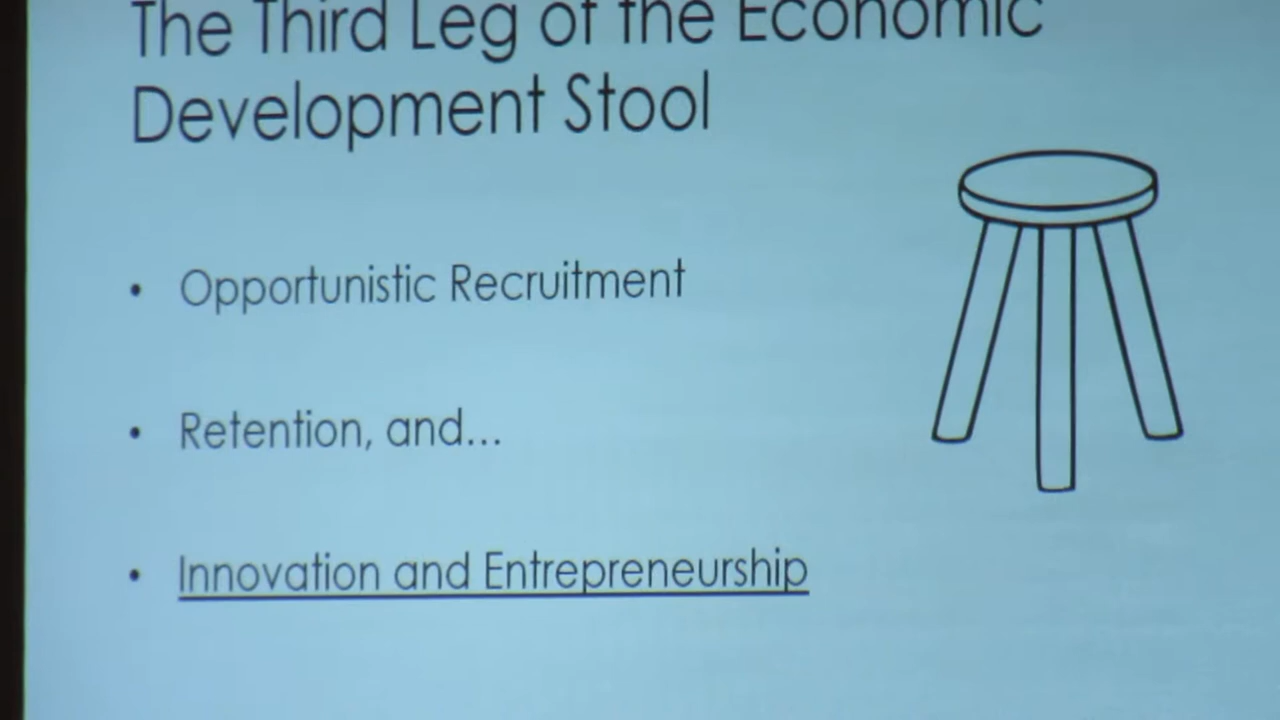 The Third Leg of the Economic
Development Stool
• Opportunistic Recruitment
• Retention, and...
• Innovation and Entrepreneurship